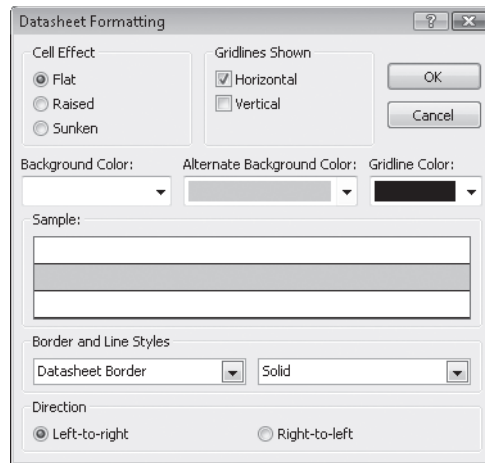 Datasheet Formatting
Cell Effect
Flat
Raised
Sunken
Gridlines Shown
Horizontal
Vertical
OK
Cancel
Background Color:
Alternate Background Color:
Gridline Color:
Sample:
Border and Line Styles
Datasheet Border
Solid
Direction
Left-to-right
Right-to-left